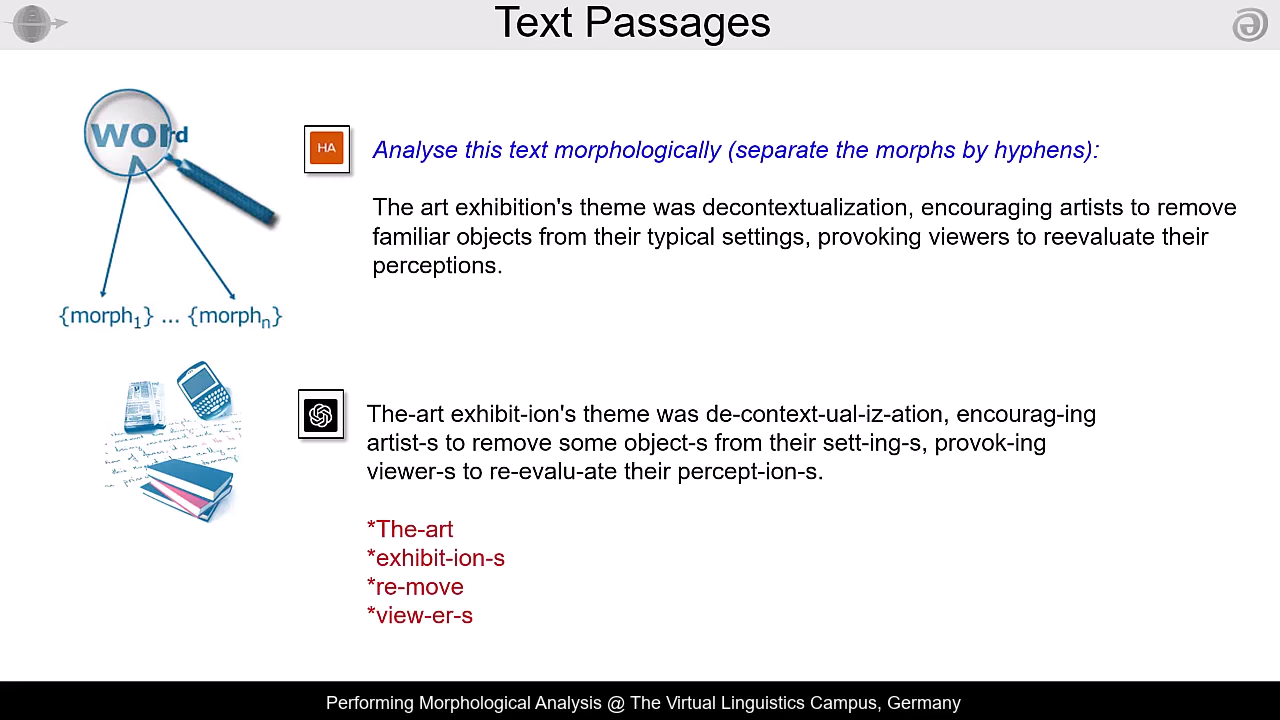 Text Passages
word
{morph1} ... {morphn}
HA
Analyse this text morphologically (separate the morphs by hyphens):
The art exhibition's theme was decontextualization, encouraging artists to remove
familiar objects from their typical settings, provoking viewers to reevaluate their
perceptions.
The-art exhibit-ion's theme was de-context-ual-iz-ation, encourag-ing
artist-s to remove some object-s from their sett-ing-s, provok-ing
viewer-s to re-evalu-ate their percept-ion-s.
*The-art
*exhibit-ion-s
*re-move
*view-er-s
Performing Morphological Analysis @ The Virtual Linguistics Campus, Germany